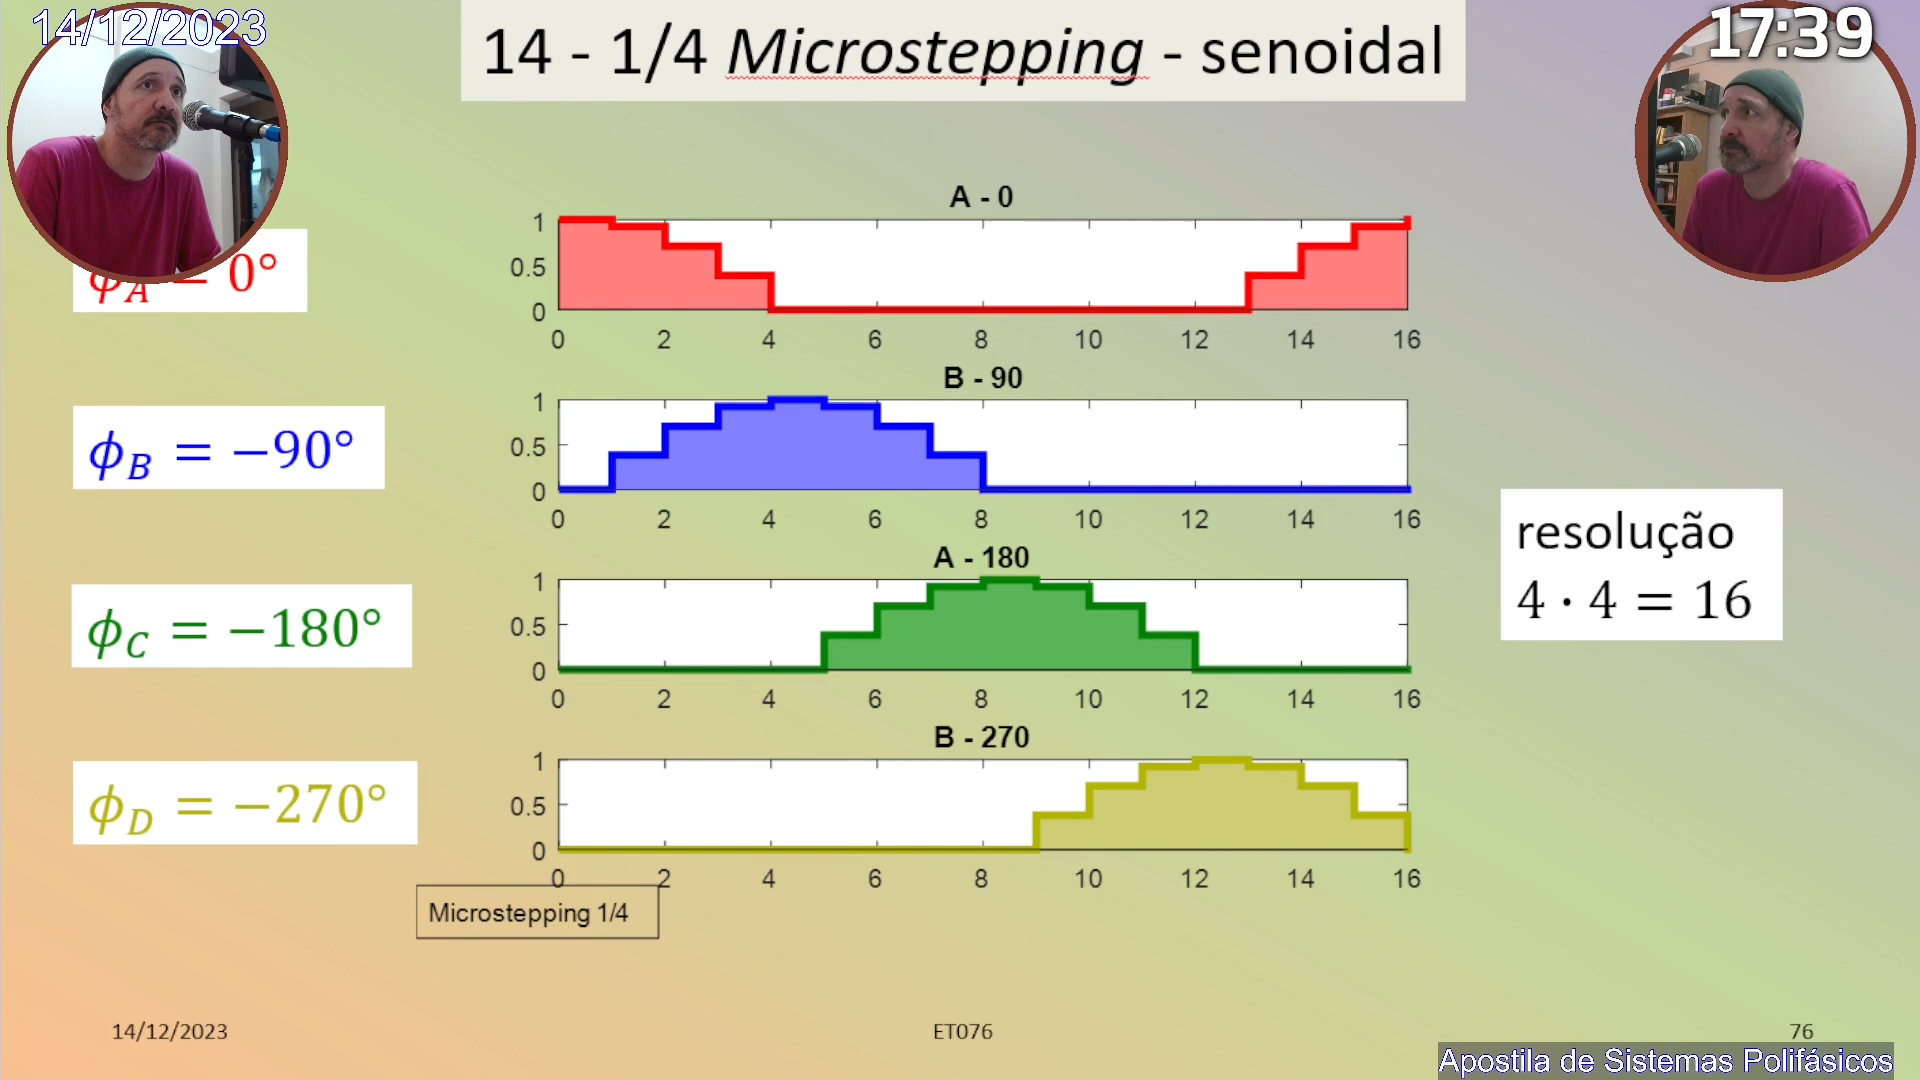 14/12/2023
17:39
14 - 1/4 Microstepping - senoidal
ϕA = 0°
A - 0
1
0.5
0
0 2 4 6 8 10 12 14 16
ϕB = −90°
B - 90
1
0.5
0
0 2 4 6 8 10 12 14 16
ϕC = −180°
A - 180
1
0.5
0
0 2 4 6 8 10 12 14 16
resolução
4 · 4 = 16
ϕD = −270°
B - 270
1
0.5
0
0 2 4 6 8 10 12 14 16
Microstepping 1/4
14/12/2023
ET076
76
Apostila de Sistemas Polifásicos